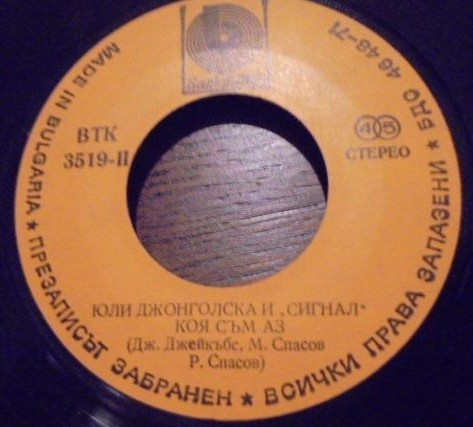 ВТК
3519-II
45
СТЕРЕО
ЮЛИ ДЖОНГОЛСКА И „СИГНАЛ“
КОЯ СЪМ АЗ
(Дж. Джейкъбс, М. Спасов
Р. Спасов)
MADE IN BULGARIA ★ ПРЕЗАПИСЪТ ЗАБРАНЕН ★ ВСИЧКИ ПРАВА ЗАПАЗЕНИ ★ БДС 4648-71